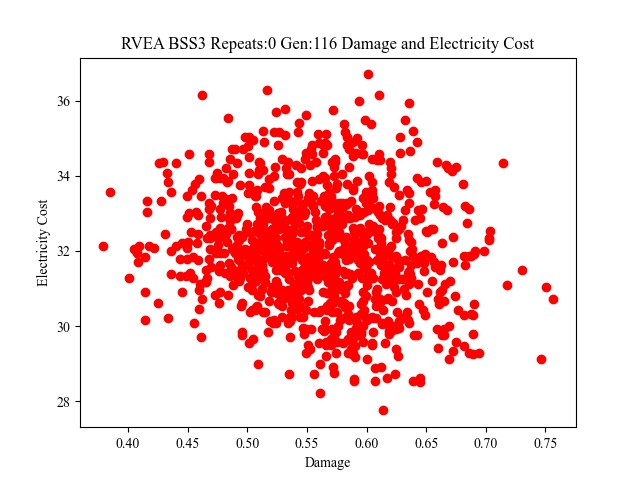 RVEA BSS3 Repeats:0 Gen:116 Damage and Electricity Cost
36
34
32
30
28
Electricity Cost
0.40 0.45 0.50 0.55 0.60 0.65 0.70 0.75
Damage